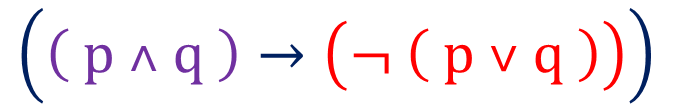 (( p ∧ q ) → (¬ ( p ∨ q )))